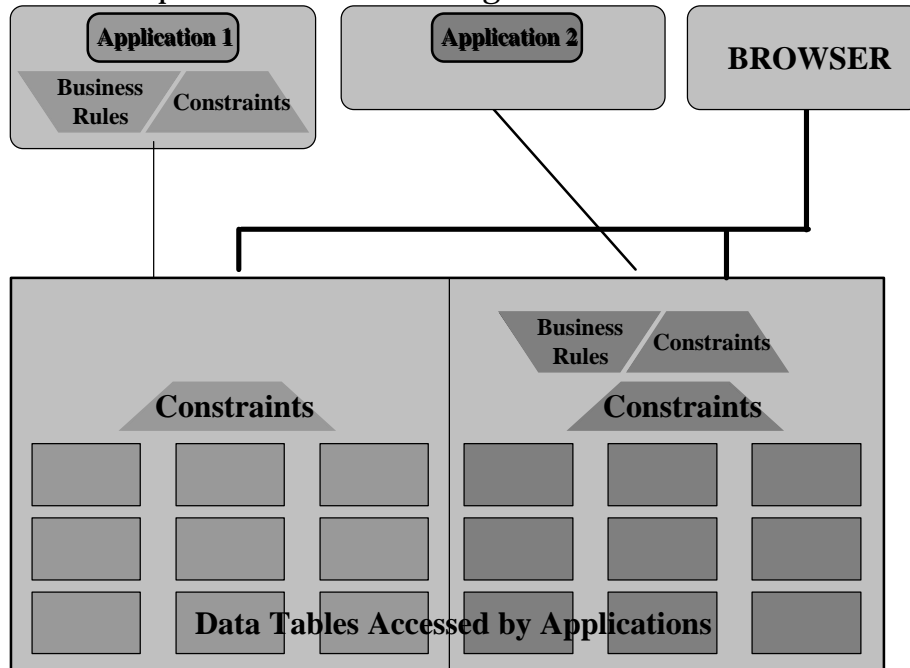 Application 1
Application 2
BROWSER
Business
Rules
Constraints
Business
Rules
Constraints
Constraints
Constraints
Data Tables Accessed by Applications